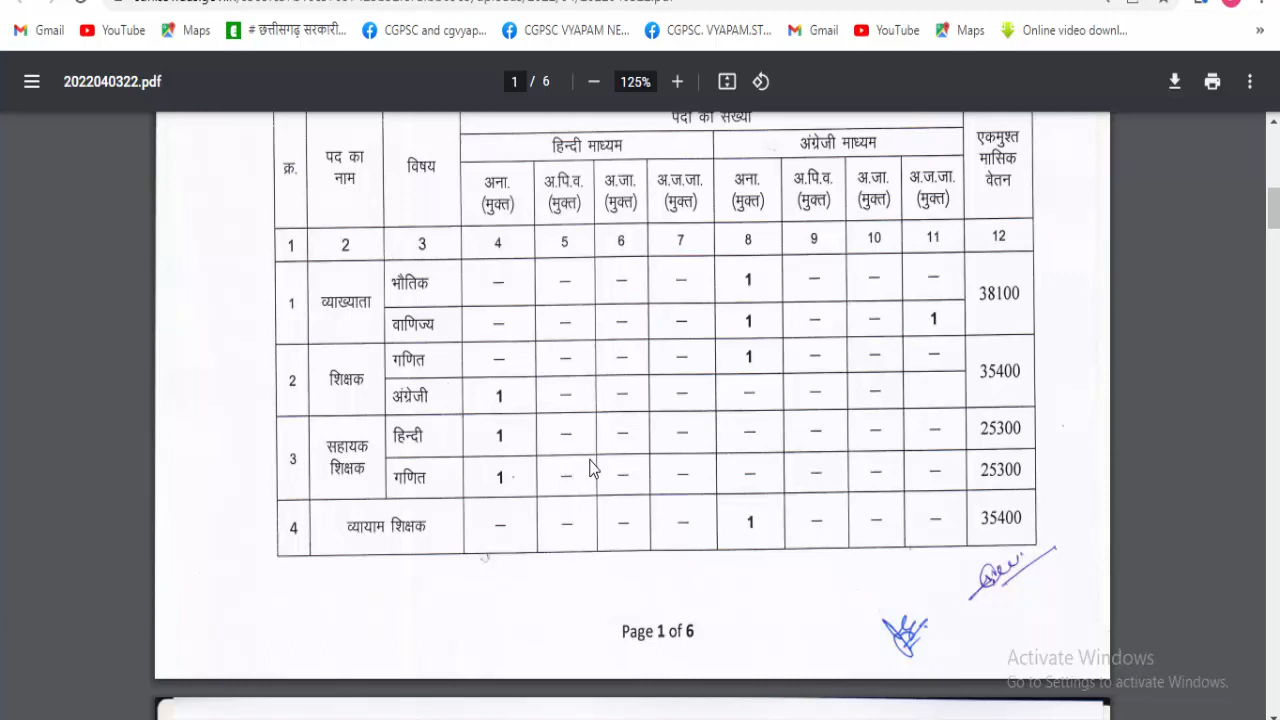 Gmail YouTube Maps # छत्तीसगढ़ सरकारी... CGPSC and cgvyap... CGPSC VYAPAM NE... CGPSC. VYAPAM.ST... Gmail YouTube Maps Online video downl... »
2022040322.pdf 1 / 6 − 125% +
पदों की संख्या
हिन्दी माध्यम अंग्रेजी माध्यम
क्र. पद का नाम विषय एकमुश्त मासिक वेतन
अना. (मुक्त) अ.पि.व. (मुक्त) अ.जा. (मुक्त) अ.ज.जा. (मुक्त) अना. (मुक्त) अ.पि.व. (मुक्त) अ.जा. (मुक्त) अ.ज.जा. (मुक्त)
1 2 3 4 5 6 7 8 9 10 11 12
1 व्याख्याता भौतिक – – – – 1 – – – 38100
वाणिज्य – – – – 1 – – 1
2 शिक्षक गणित – – – – 1 – – – 35400
अंग्रेजी 1 – – – – – –
3 सहायक शिक्षक हिन्दी 1 – – – – – – – 25300
गणित 1 – – – – – – – 25300
4 व्यायाम शिक्षक – – – – 1 – – – 35400
Page 1 of 6
Activate Windows
Go to Settings to activate Windows.